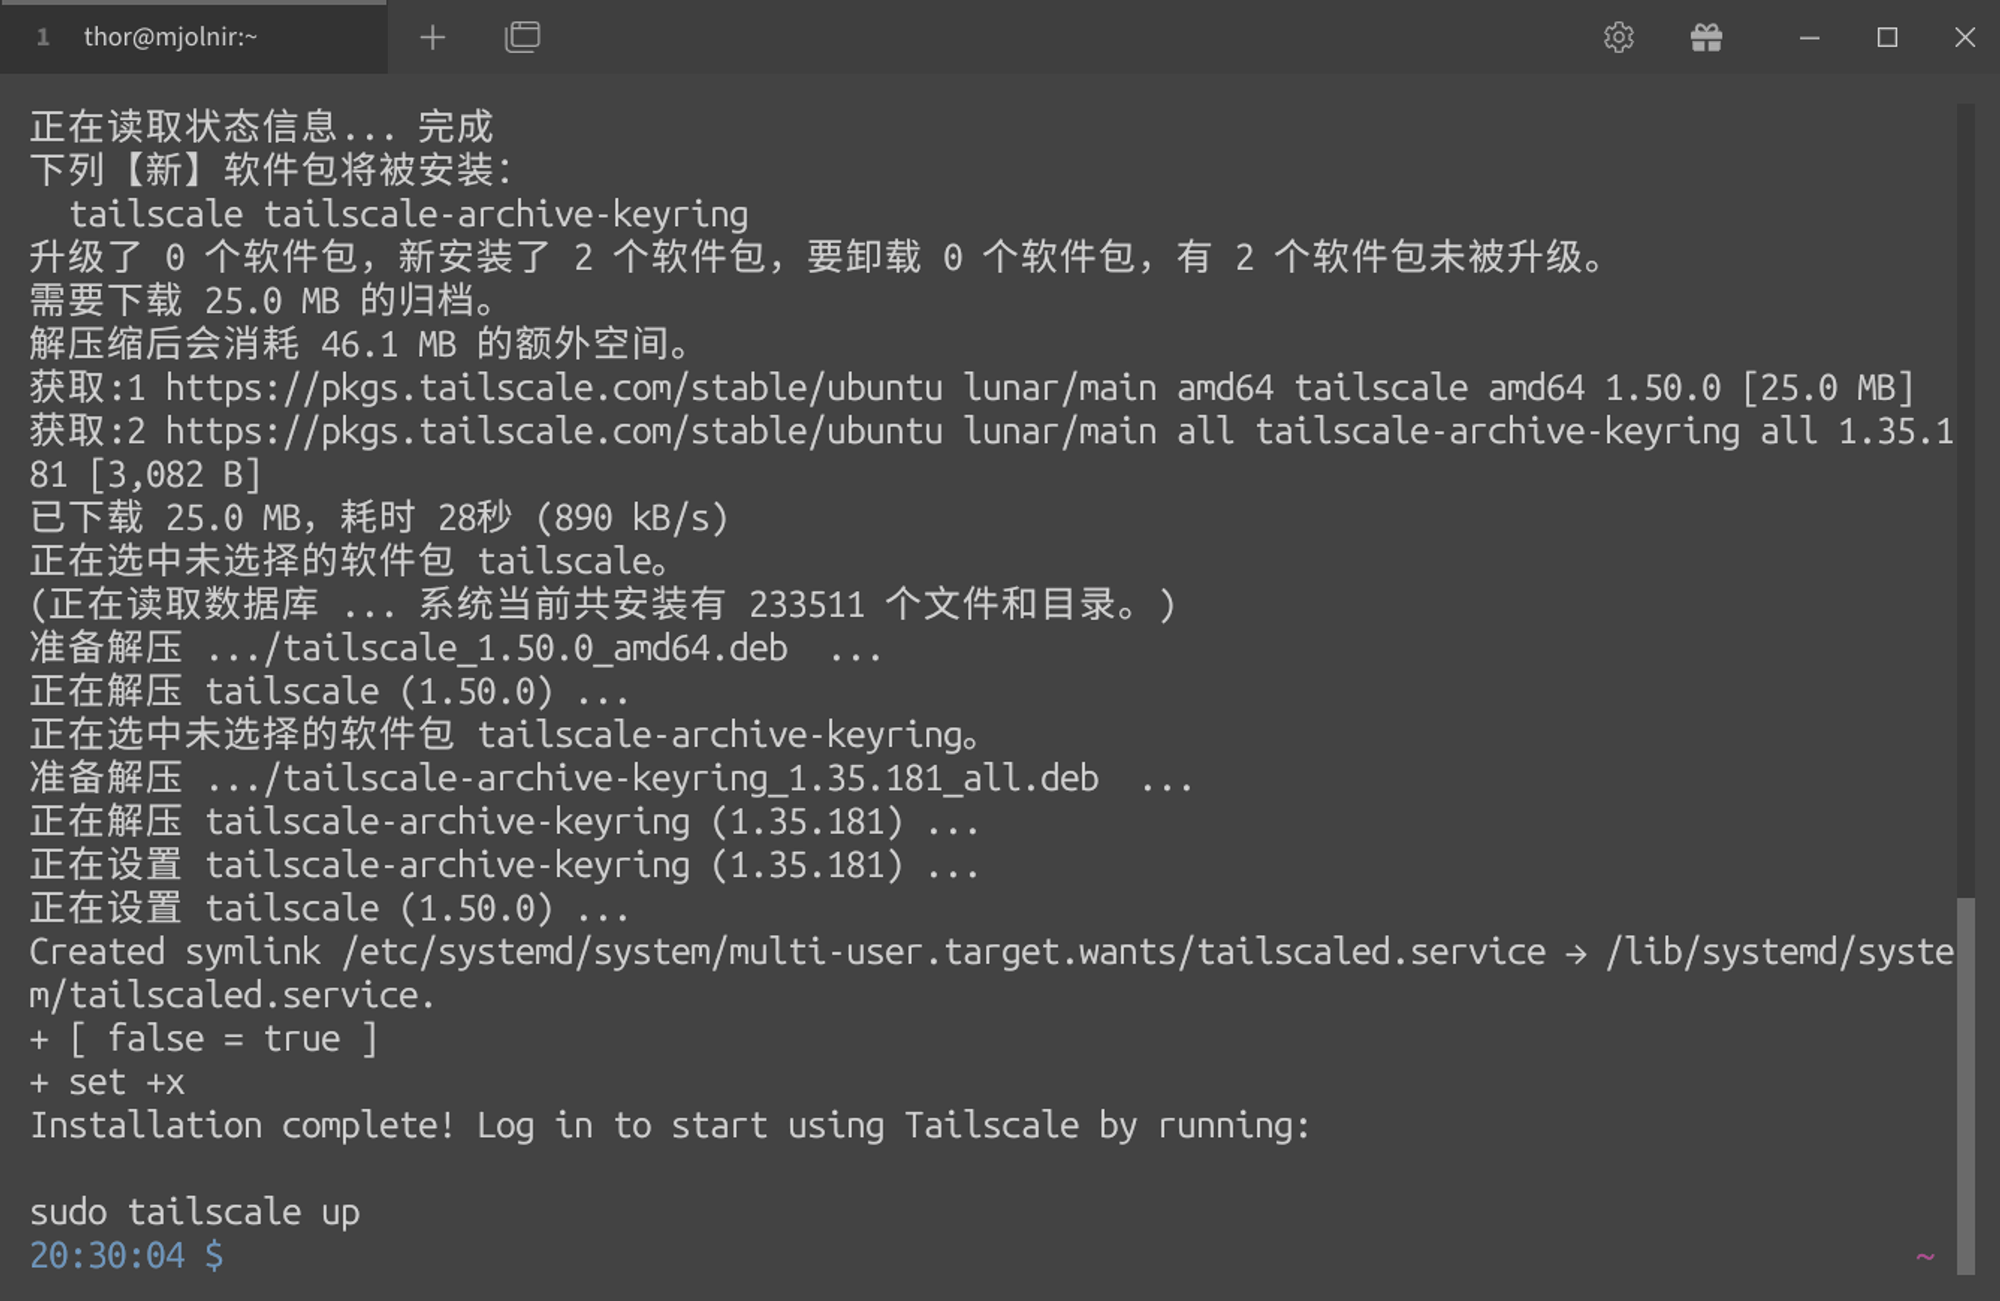 1 thor@mjolnir:~
正在读取状态信息... 完成
下列【新】软件包将被安装：
  tailscale tailscale-archive-keyring
升级了 0 个软件包，新安装了 2 个软件包，要卸载 0 个软件包，有 2 个软件包未被升级。
需要下载 25.0 MB 的归档。
解压缩后会消耗 46.1 MB 的额外空间。
获取:1 https://pkgs.tailscale.com/stable/ubuntu lunar/main amd64 tailscale amd64 1.50.0 [25.0 MB]
获取:2 https://pkgs.tailscale.com/stable/ubuntu lunar/main all tailscale-archive-keyring all 1.35.1
81 [3,082 B]
已下载 25.0 MB，耗时 28秒 (890 kB/s)
正在选中未选择的软件包 tailscale。
(正在读取数据库 ... 系统当前共安装有 233511 个文件和目录。)
准备解压 .../tailscale_1.50.0_amd64.deb  ...
正在解压 tailscale (1.50.0) ...
正在选中未选择的软件包 tailscale-archive-keyring。
准备解压 .../tailscale-archive-keyring_1.35.181_all.deb  ...
正在解压 tailscale-archive-keyring (1.35.181) ...
正在设置 tailscale-archive-keyring (1.35.181) ...
正在设置 tailscale (1.50.0) ...
Created symlink /etc/systemd/system/multi-user.target.wants/tailscaled.service → /lib/systemd/syste
m/tailscaled.service.
+ [ false = true ]
+ set +x
Installation complete! Log in to start using Tailscale by running:
sudo tailscale up
20:30:04 $ ~